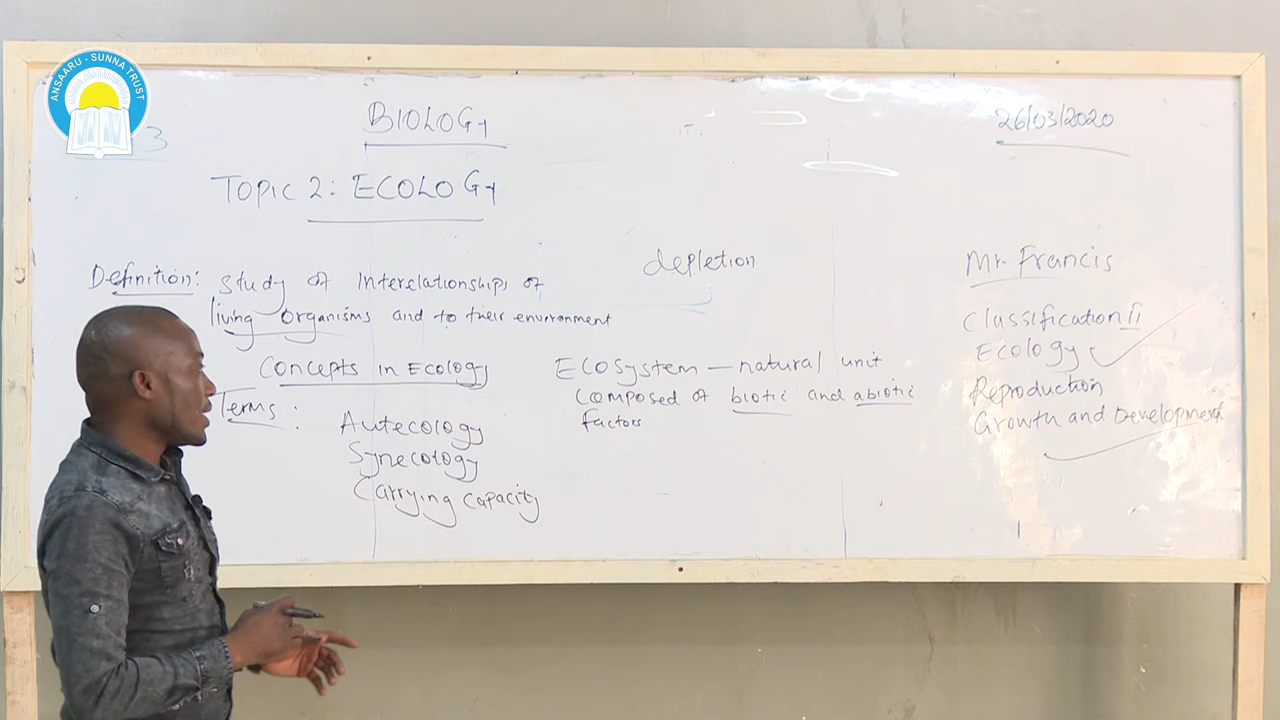 ANSAARU - SUNNA TRUST
3
BIOLOGY
26/03/2020
TOPIC 2: ECOLOGY
Definition: study of Interelationships of
living organisms and to their environment
depletion
Concepts in Ecology
Terms:
Autecology
Synecology
Carrying capacity
ECOSystem — natural unit
composed of biotic and abiotic
factors
Mr. Francis
Classification ii
Ecology
Reproduction
Growth and Development